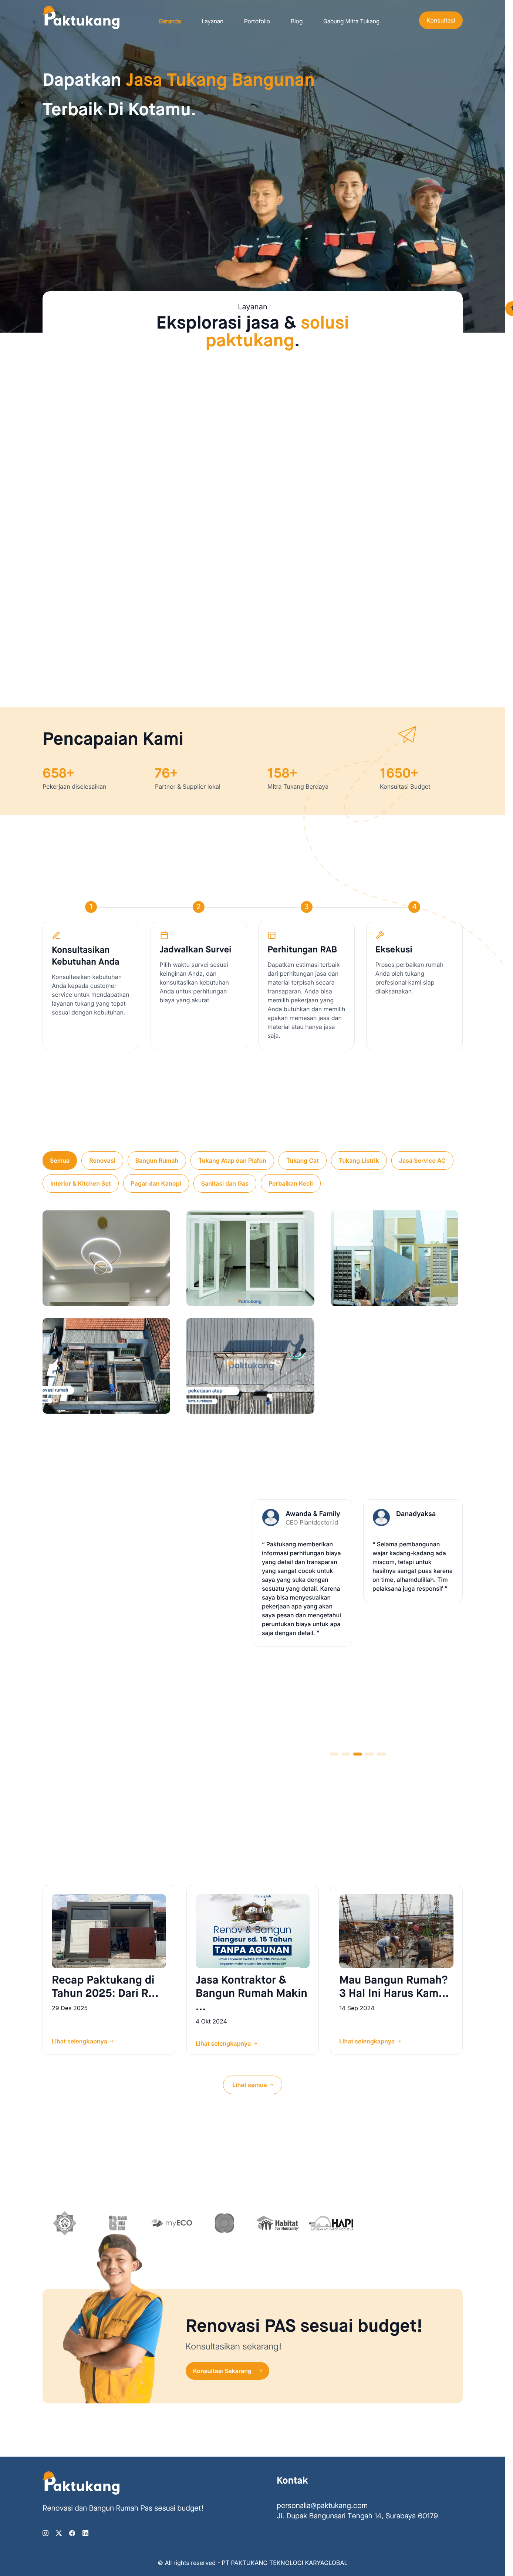 Paktukang
Beranda
Layanan
Portofolio
Blog
Gabung Mitra Tukang
Konsultasi
Dapatkan Jasa Tukang Bangunan
Terbaik Di Kotamu.
Layanan
Eksplorasi jasa & solusi
paktukang.
Pencapaian Kami
658+
Pekerjaan diselesaikan
76+
Partner & Supplier lokal
158+
Mitra Tukang Berdaya
1650+
Konsultasi Budget
1
2
3
4
Konsultasikan
Kebutuhan Anda
Konsultasikan kebutuhan
Anda kepada customer
service untuk mendapatkan
layanan tukang yang tepat
sesuai dengan kebutuhan.
Jadwalkan Survei
Pilih waktu survei sesuai
keinginan Anda, dan
konsultasikan kebutuhan
Anda untuk perhitungan
biaya yang akurat.
Perhitungan RAB
Dapatkan estimasi terbaik
dari perhitungan jasa dan
material terpisah secara
transaparan. Anda bisa
memilih pekerjaan yang
Anda butuhkan dan memilih
apakah memesan jasa dan
material atau hanya jasa
saja.
Eksekusi
Proses perbaikan rumah
Anda oleh tukang
profesional kami siap
dilaksanakan.
Semua
Renovasi
Bangun Rumah
Tukang Atap dan Plafon
Tukang Cat
Tukang Listrik
Jasa Service AC
Interior & Kitchen Set
Pagar dan Kanopi
Sanitasi dan Gas
Perbaikan Kecil
Paktukang
ovasi rumah
paktukang
pekerjaan atap
kota surabaya
Awanda & Family
CEO Plantdoctor.id
“ Paktukang memberikan
informasi perhitungan biaya
yang detail dan transparan
yang sangat cocok untuk
saya yang suka dengan
sesuatu yang detail. Karena
saya bisa menyesuaikan
pekerjaan apa yang akan
saya pesan dan mengetahui
peruntukan biaya untuk apa
saja dengan detail. ”
Danadyaksa
“ Selama pembangunan
wajar kadang-kadang ada
miscom, tetapi untuk
hasilnya sangat puas karena
on time, alhamdulillah. Tim
pelaksana juga responsif ”
Recap Paktukang di
Tahun 2025: Dari R...
29 Des 2025
Lihat selengkapnya
Renov & Bangun
Diangsur sd. 15 Tahun
TANPA AGUNAN
Jasa Kontraktor &
Bangun Rumah Makin
...
4 Okt 2024
Lihat selengkapnya
Mau Bangun Rumah?
3 Hal Ini Harus Kam...
14 Sep 2024
Lihat selengkapnya
Lihat semua
myECO
Habitat
for Humanity
HAPI
Renovasi PAS sesuai budget!
Konsultasikan sekarang!
Konsultasi Sekarang
Paktukang
Renovasi dan Bangun Rumah Pas sesuai budget!
Kontak
personalia@paktukang.com
Jl. Dupak Bangunsari Tengah 14, Surabaya 60179
© All rights reserved - PT PAKTUKANG TEKNOLOGI KARYAGLOBAL